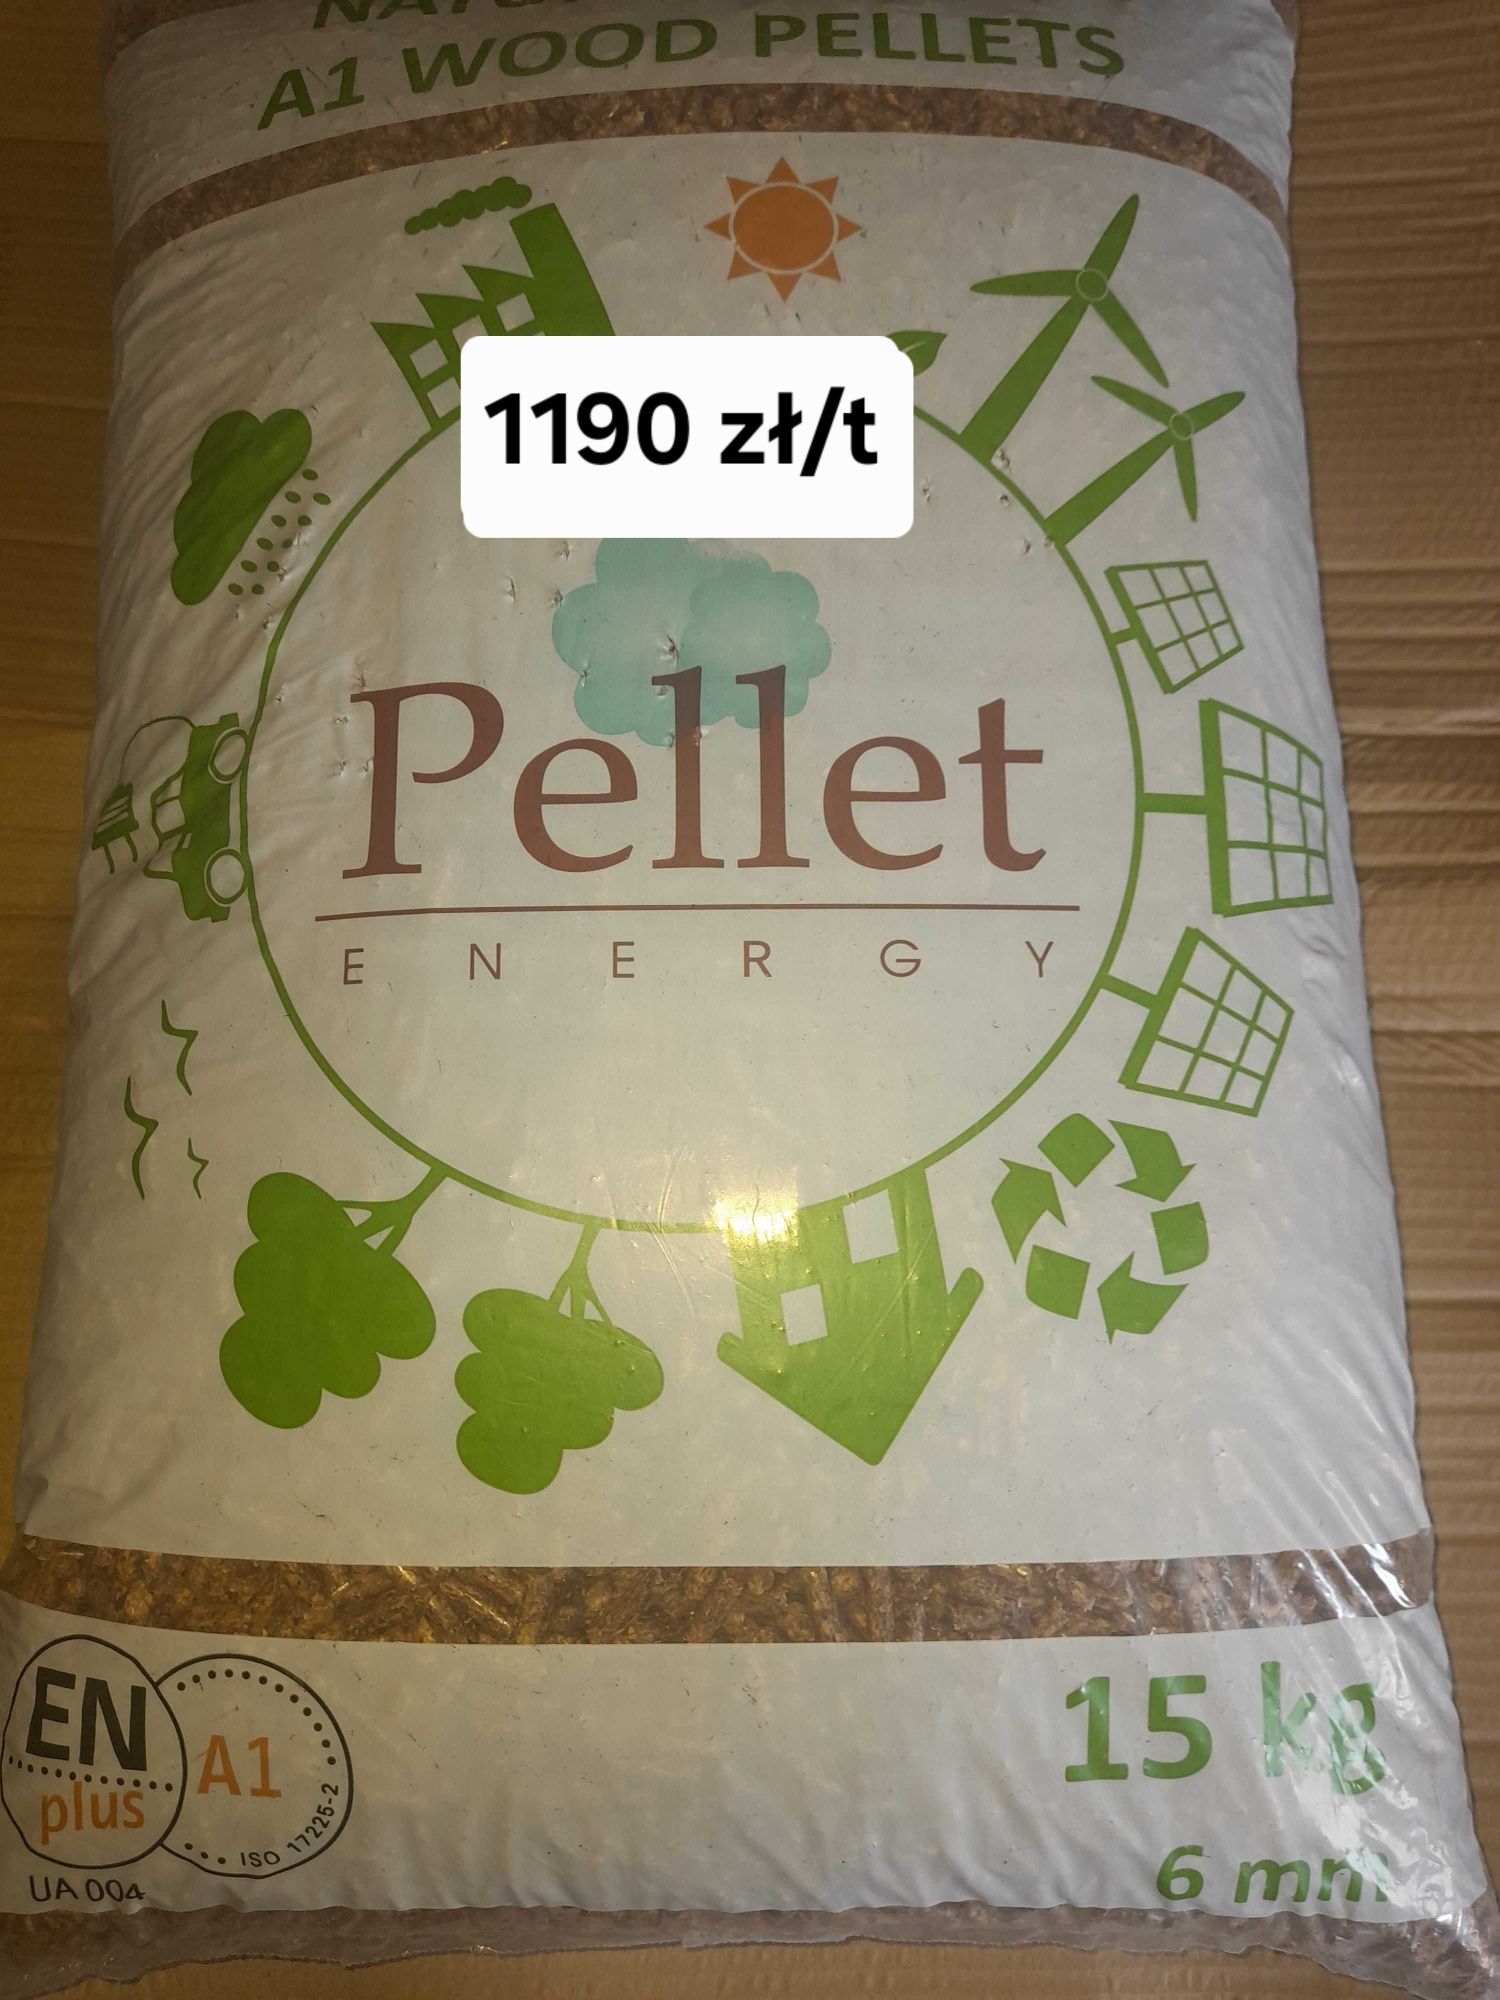 A1 WOOD PELLETS
1190 zł/t
Pellet
ENERGY
EN
plus
A1
ISO 17225-2
UA 004
15 kg
6 mm